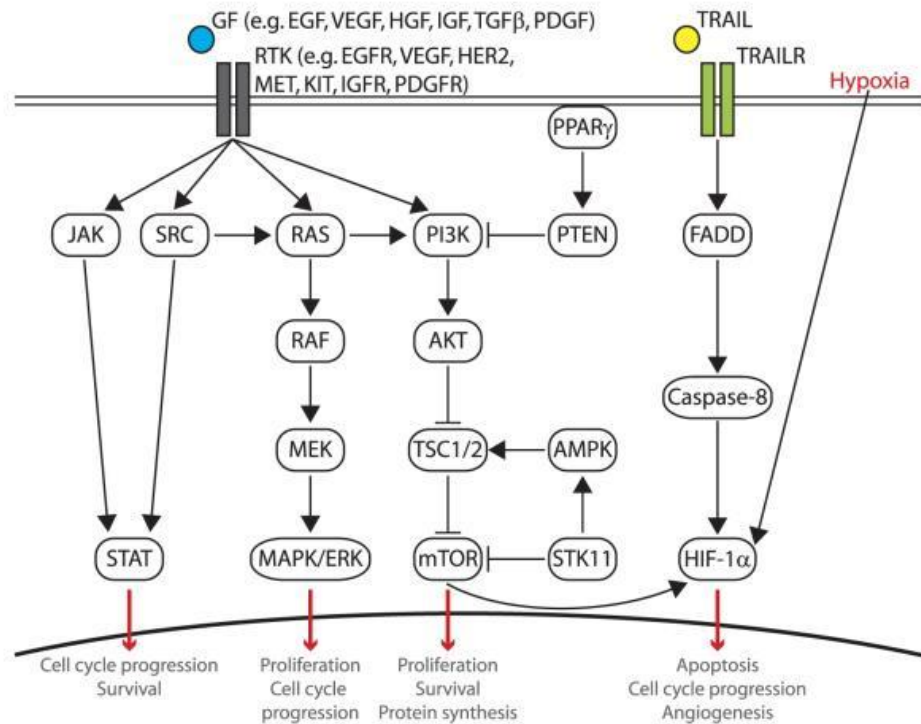 GF (e.g. EGF, VEGF, HGF, IGF, TGFβ, PDGF)
TRAIL
RTK (e.g. EGFR, VEGF, HER2,
MET, KIT, IGFR, PDGFR)
TRAILR
Hypoxia
PPARγ
JAK
SRC
RAS
PI3K
PTEN
FADD
RAF
AKT
Caspase-8
MEK
TSC1/2
AMPK
STAT
MAPK/ERK
mTOR
STK11
HIF-1α
Cell cycle progression
Survival
Proliferation
Cell cycle
progression
Proliferation
Survival
Protein synthesis
Apoptosis
Cell cycle progression
Angiogenesis